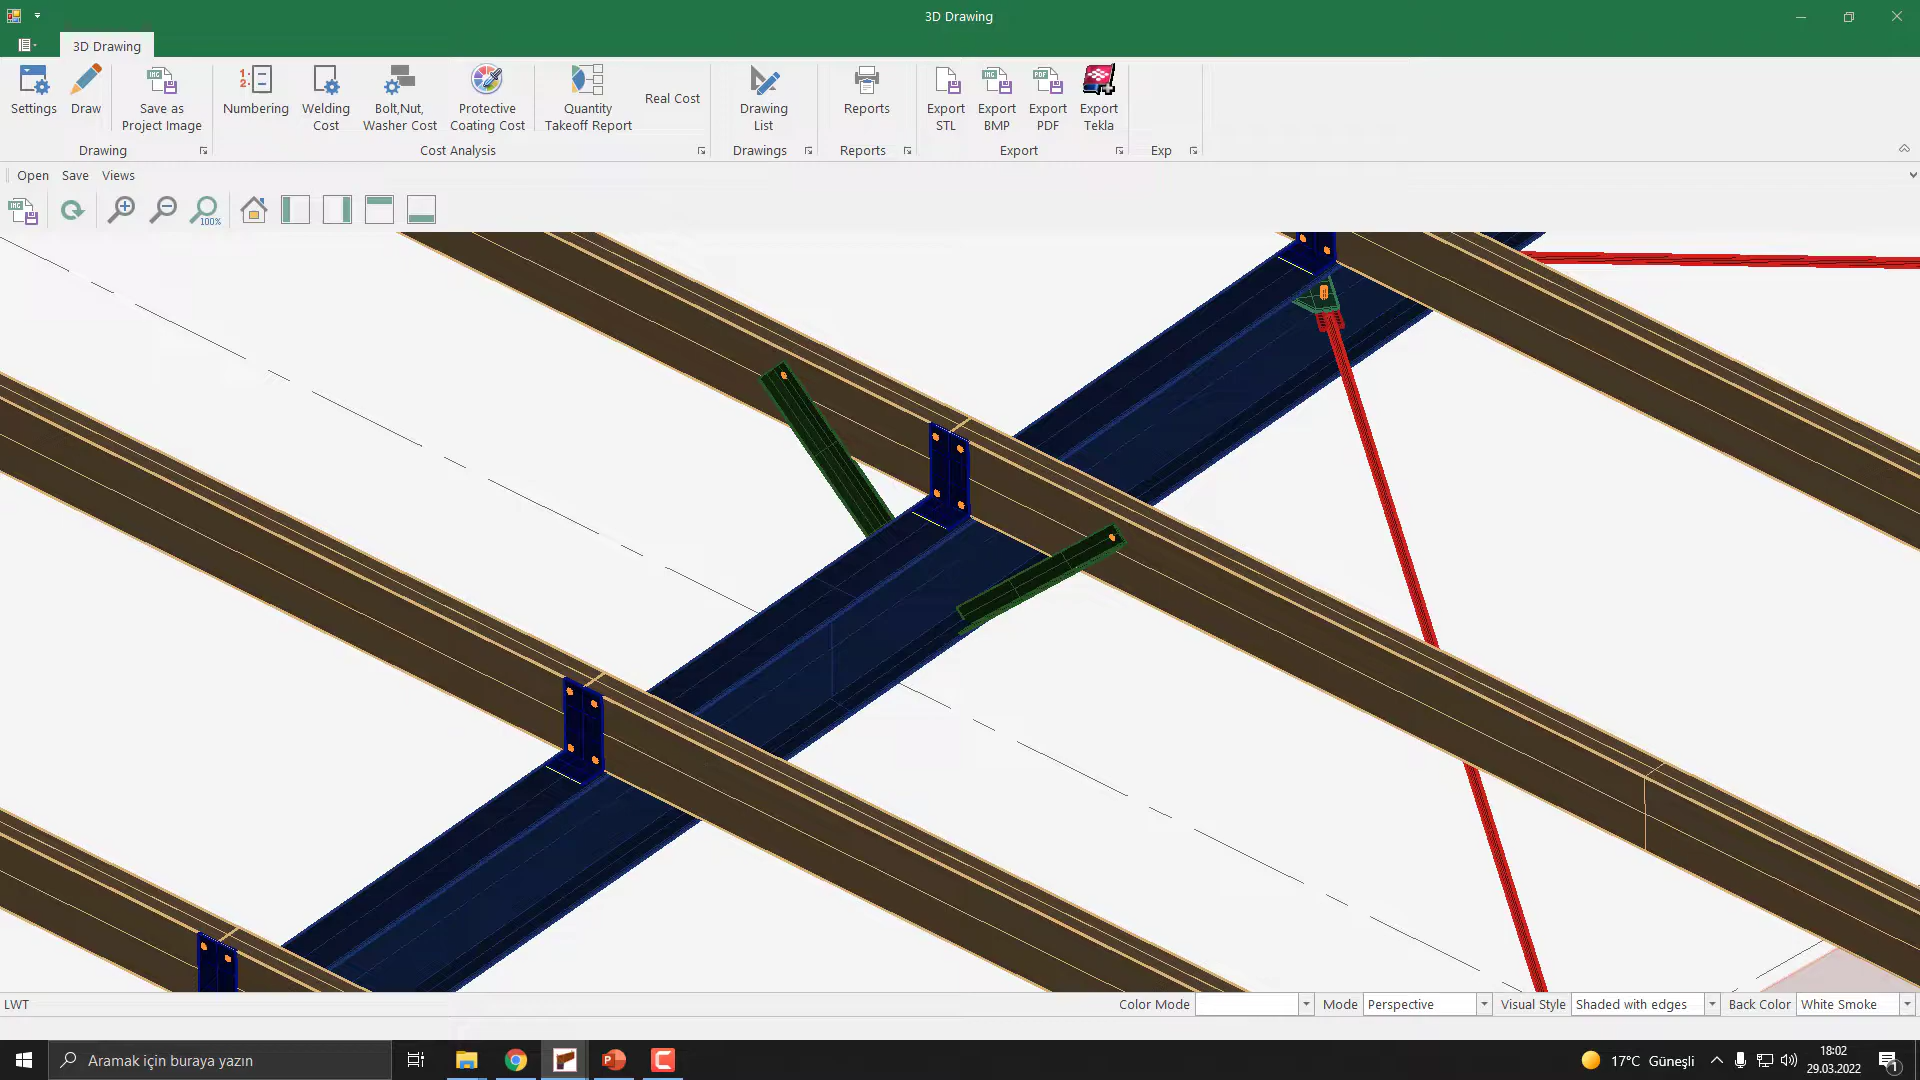 3D Drawing
3D Drawing
Settings
Draw
Save as
Project Image
Numbering
Welding
Cost
Bolt,Nut,
Washer Cost
Protective
Coating Cost
Quantity
Takeoff Report
Real Cost
Drawing
List
Reports
Export
STL
Export
BMP
Export
PDF
Export
Tekla
Drawing
Cost Analysis
Drawings
Reports
Export
Exp
Open Save Views
100%
LWT
Color Mode
Mode Perspective
Visual Style Shaded with edges
Back Color White Smoke
Aramak için buraya yazın
17°C Güneşli
18:02
29.03.2022
1